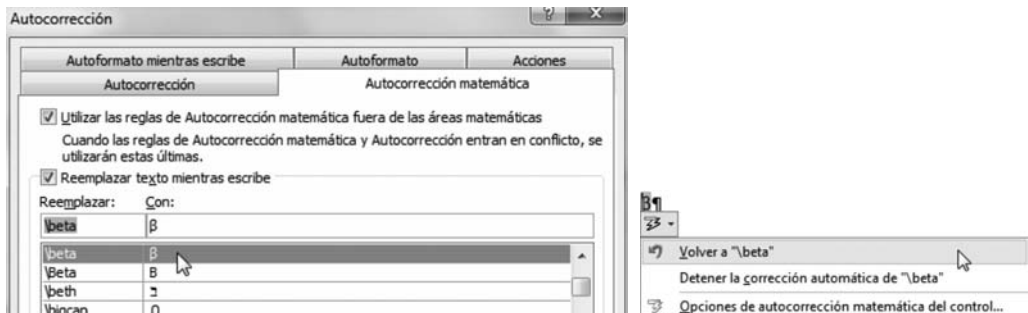 Autocorrección
Autoformato mientras escribe Autoformato Acciones
Autocorrección Autocorrección matemática
Utilizar las reglas de Autocorrección matemática fuera de las áreas matemáticas
Cuando las reglas de Autocorrección matemática y Autocorrección entran en conflicto, se
utilizarán estas últimas.
Reemplazar texto mientras escribe
Reemplazar: Con:
\beta β
\beta β
\Beta Β
\beth ℶ
\bigcap
β¶
Volver a "\beta"
Detener la corrección automática de "\beta"
Opciones de autocorrección matemática del control...